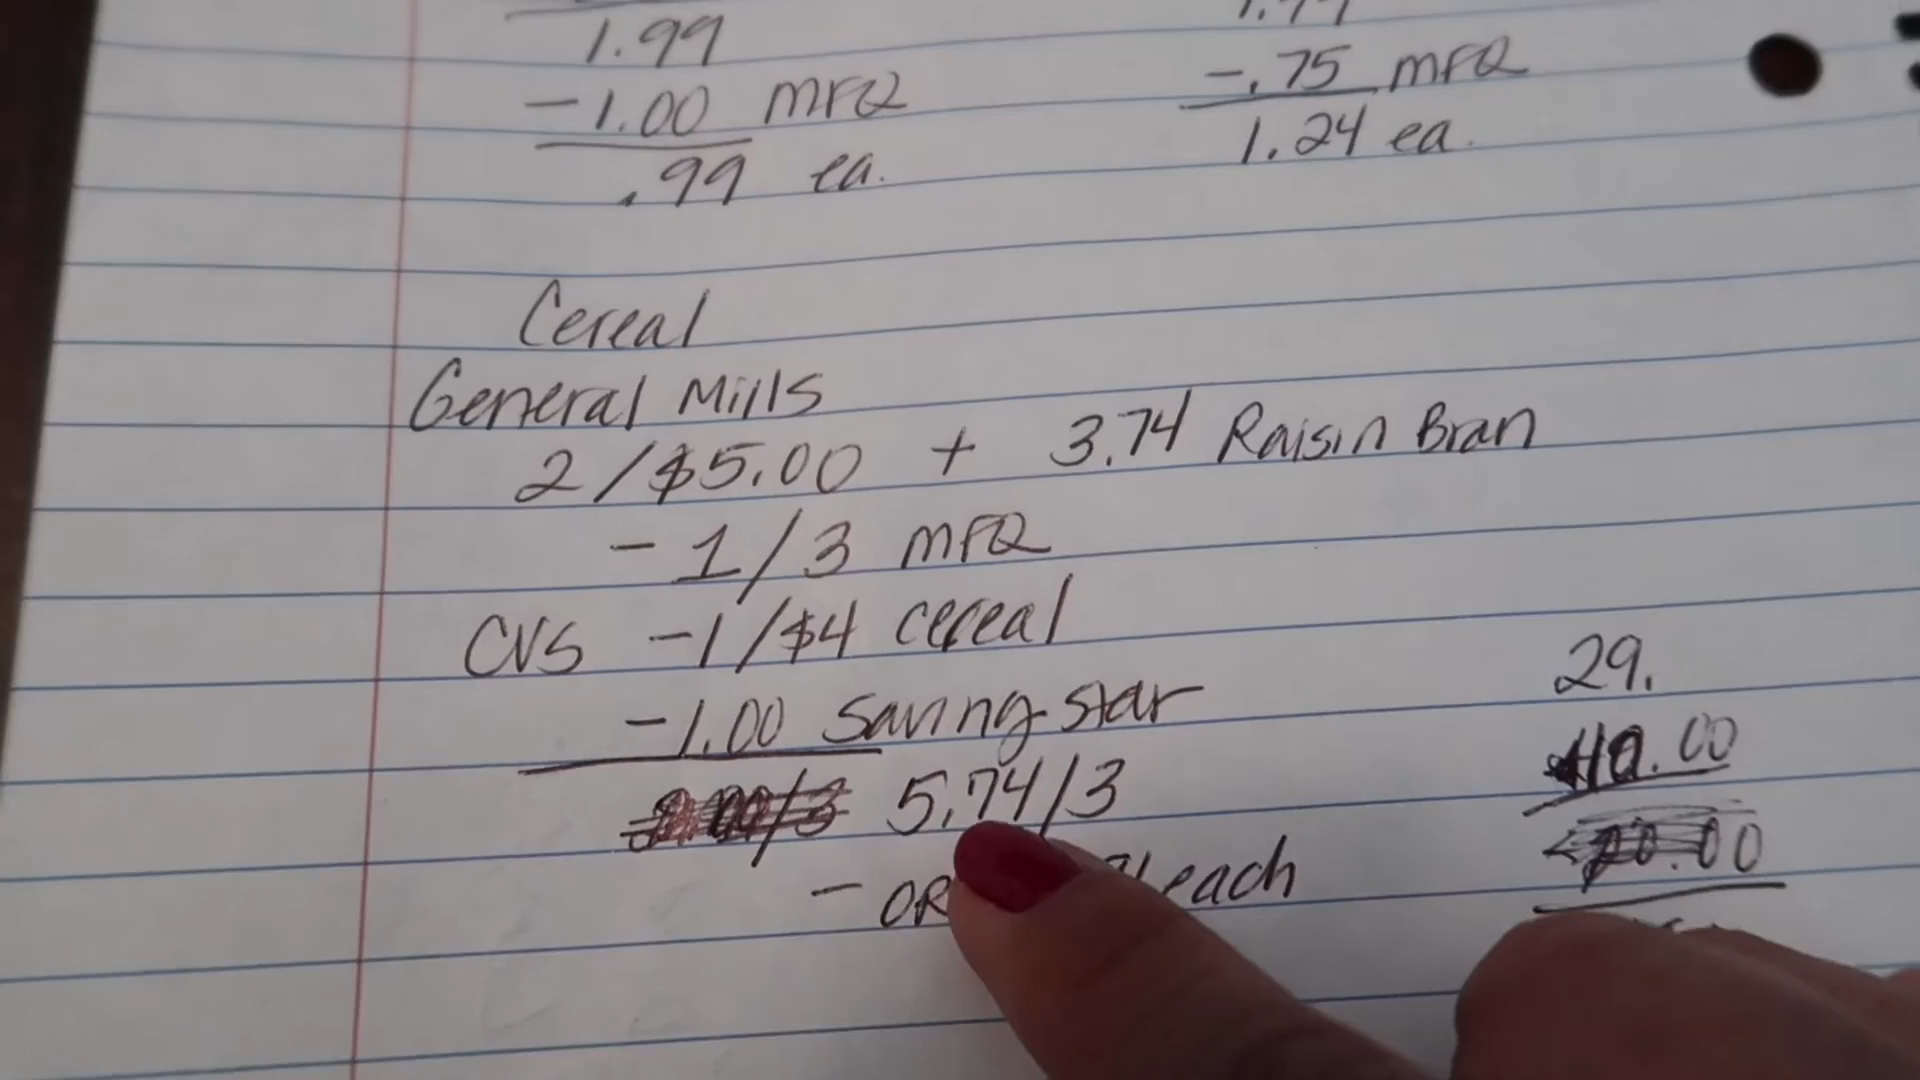 1.99
-1.00 MFQ
.99 ea.
-.75 MFQ
1.24 ea.
Cereal
General Mills
2/$5.00 + 3.74 Raisin Bran
-1/3 MFQ
CVS -1/$4 cereal
-1.00 Saving Star
5.74/3
- OR each
29.